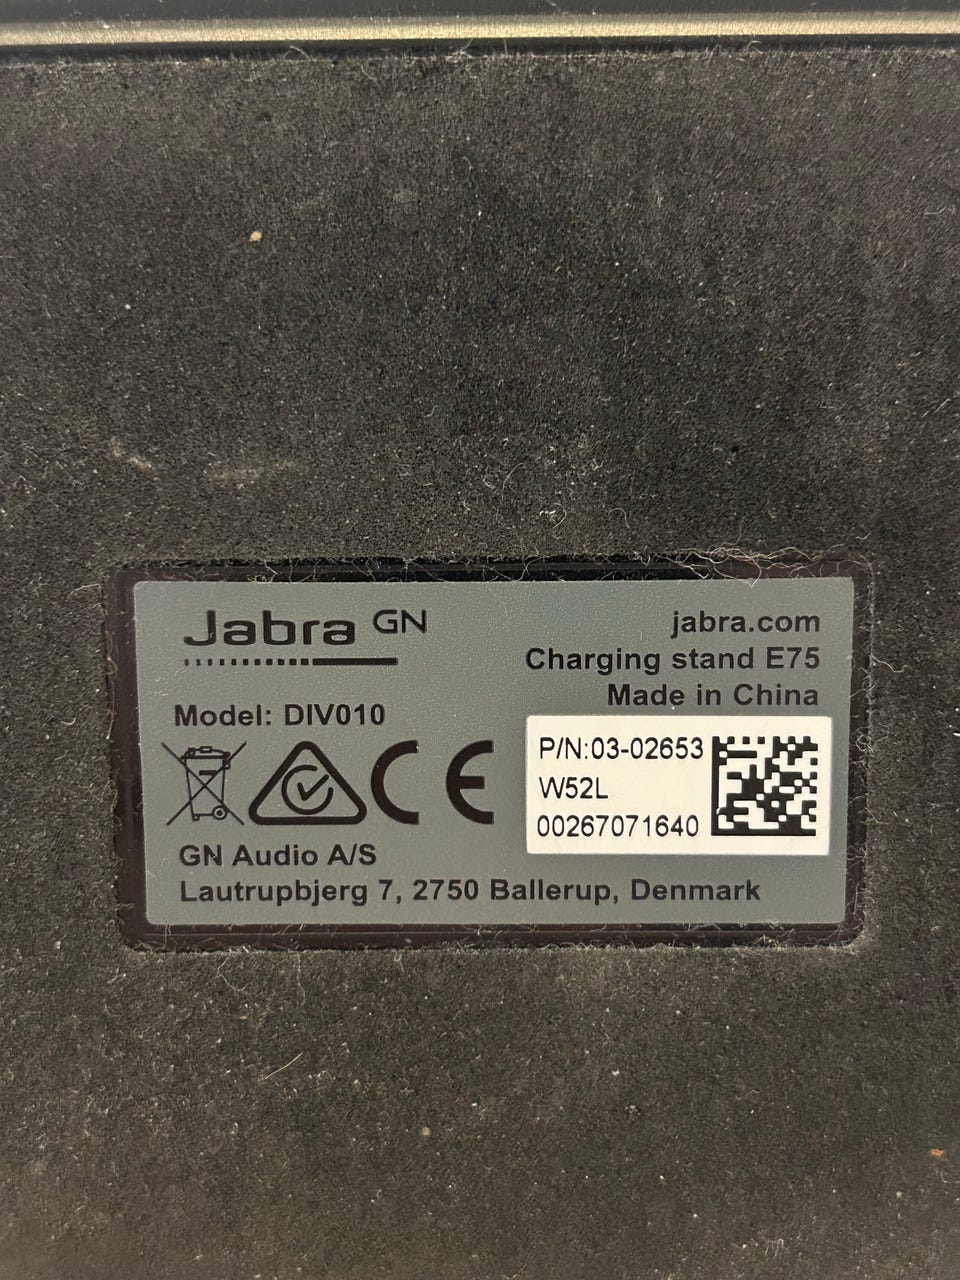 Jabra GN
jabra.com
Charging stand E75
Made in China
Model: DIV010
CE
P/N:03-02653
W52L
00267071640
GN Audio A/S
Lautrupbjerg 7, 2750 Ballerup, Denmark